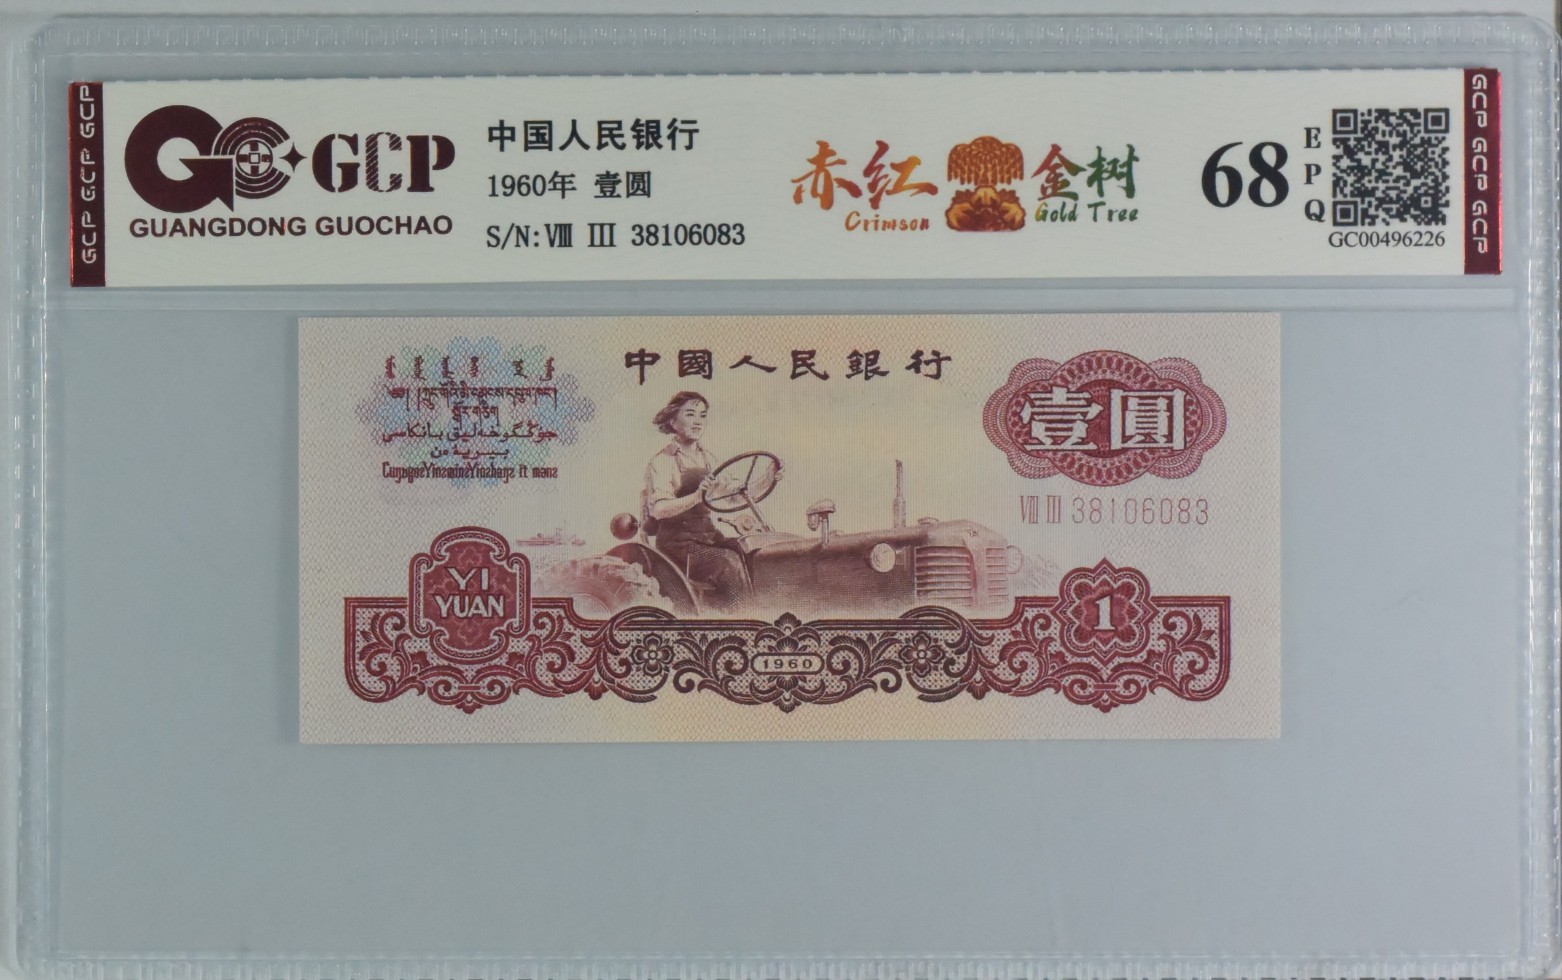 GCP GCP GCP
GCP
GUANGDONG GUOCHAO
中国人民银行
1960年 壹圆
S/N:Ⅷ Ⅲ 38106083
赤红 金树
Crimson Gold Tree
68
EPQ
GC00496226
GCP GCP GCP
中國人民銀行
壹圓
Ⅷ Ⅲ 38106083
YI
YUAN
1
1960